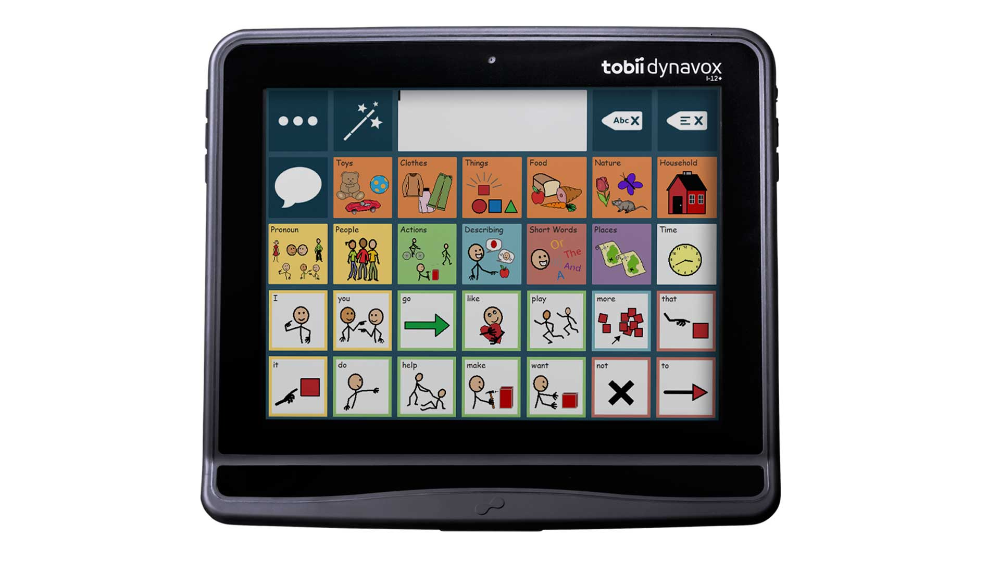 tobii dynavox
I-12+
Abc X
X
Toys
Clothes
Things
Food
Nature
Household
Pronoun
People
Actions
Describing
Short Words
Or
The
And
A
Places
Time
I
you
go
like
play
more
that
it
do
help
make
want
not
to